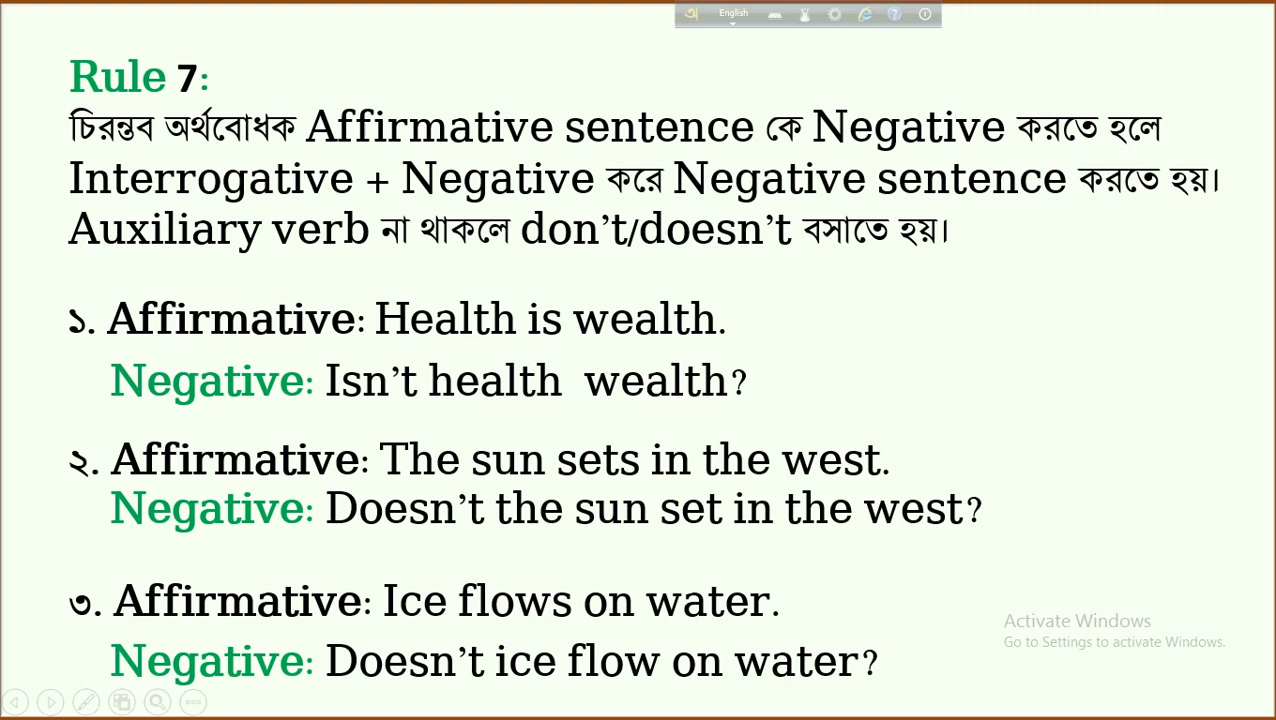 English
Rule 7:
চিরন্তব অর্থবোধক Affirmative sentence কে Negative করতে হলে
Interrogative + Negative করে Negative sentence করতে হয়।
Auxiliary verb না থাকলে don’t/doesn’t বসাতে হয়।
১. Affirmative: Health is wealth.
Negative: Isn’t health wealth?
২. Affirmative: The sun sets in the west.
Negative: Doesn’t the sun set in the west?
৩. Affirmative: Ice flows on water.
Negative: Doesn’t ice flow on water?
Activate Windows
Go to Settings to activate Windows.